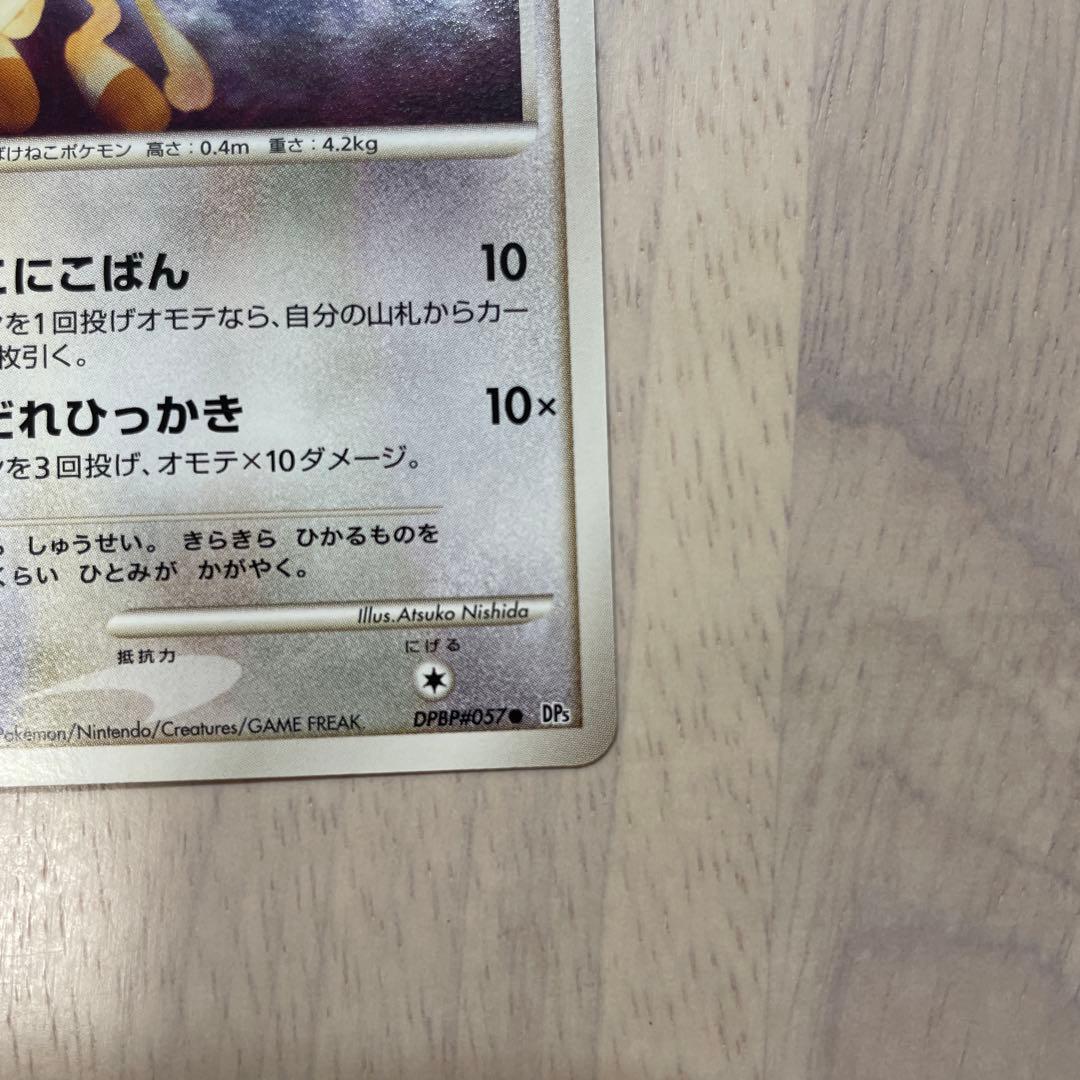 ばけねこポケモン 高さ：0.4m 重さ：4.2kg
こにこばん 10
を1回投げオモテなら、自分の山札からカー
枚引く。
だれひっかき 10×
を3回投げ、オモテ×10ダメージ。
しゅうせい。 きらきら ひかるものを
くらい ひとみが かがやく。
Illus.Atsuko Nishida
抵抗力 にげる
Pokémon/Nintendo/Creatures/GAME FREAK. DPBP#057● DPs